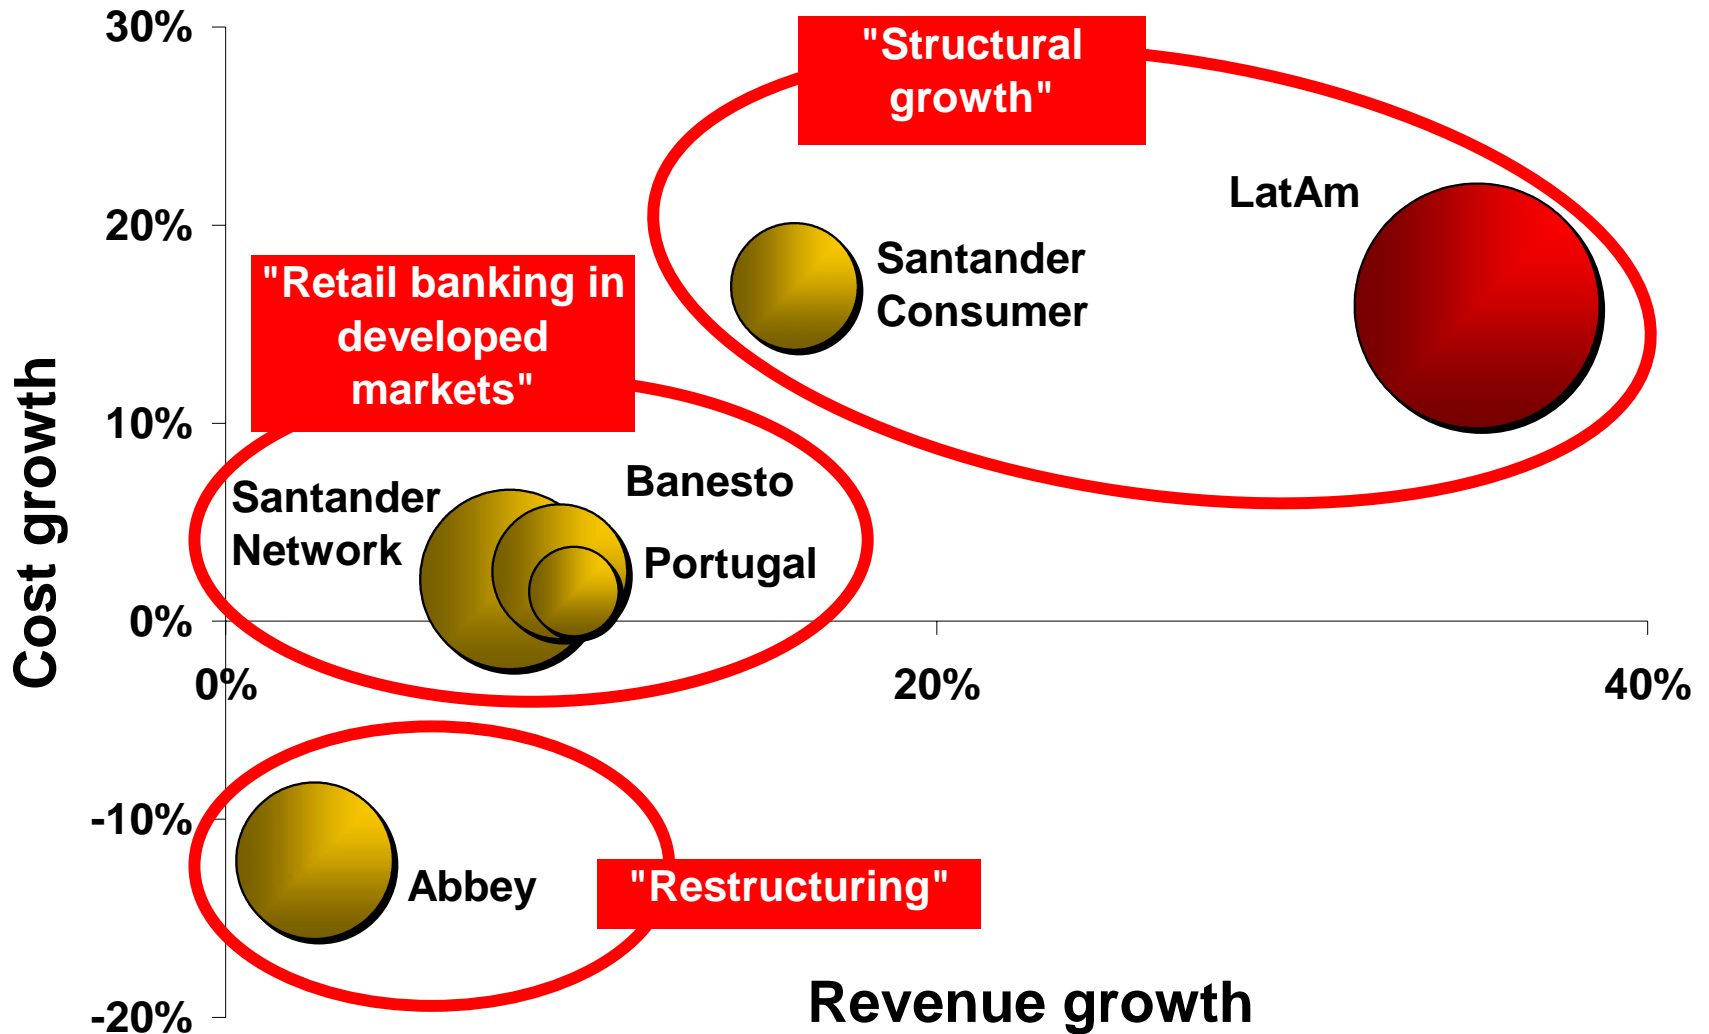 30%
"Structural
growth"
LatAm
20%
Santander
Consumer
"Retail banking in
developed
markets"
10%
Cost growth
Banesto
Santander
Network
Portugal
0%
0%
20%
40%
-10%
Abbey
"Restructuring"
-20%
Revenue growth